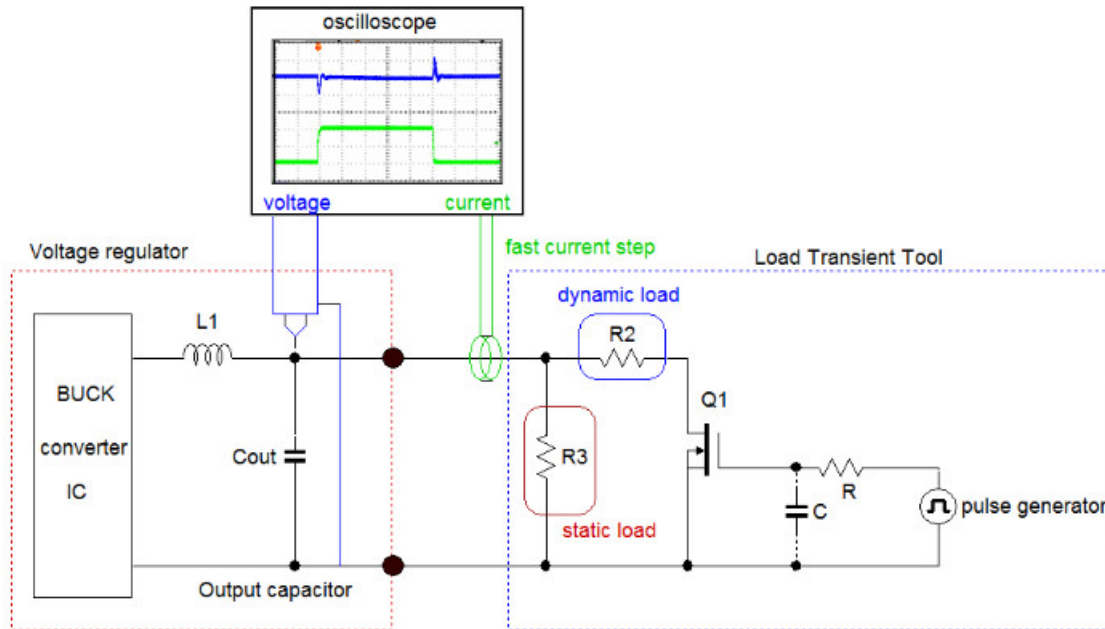 oscilloscope
voltage
current
fast current step
Voltage regulator
Load Transient Tool
dynamic load
L1
R2
BUCK
converter
IC
Q1
Cout
R3
R
C
pulse generator
static load
Output capacitor